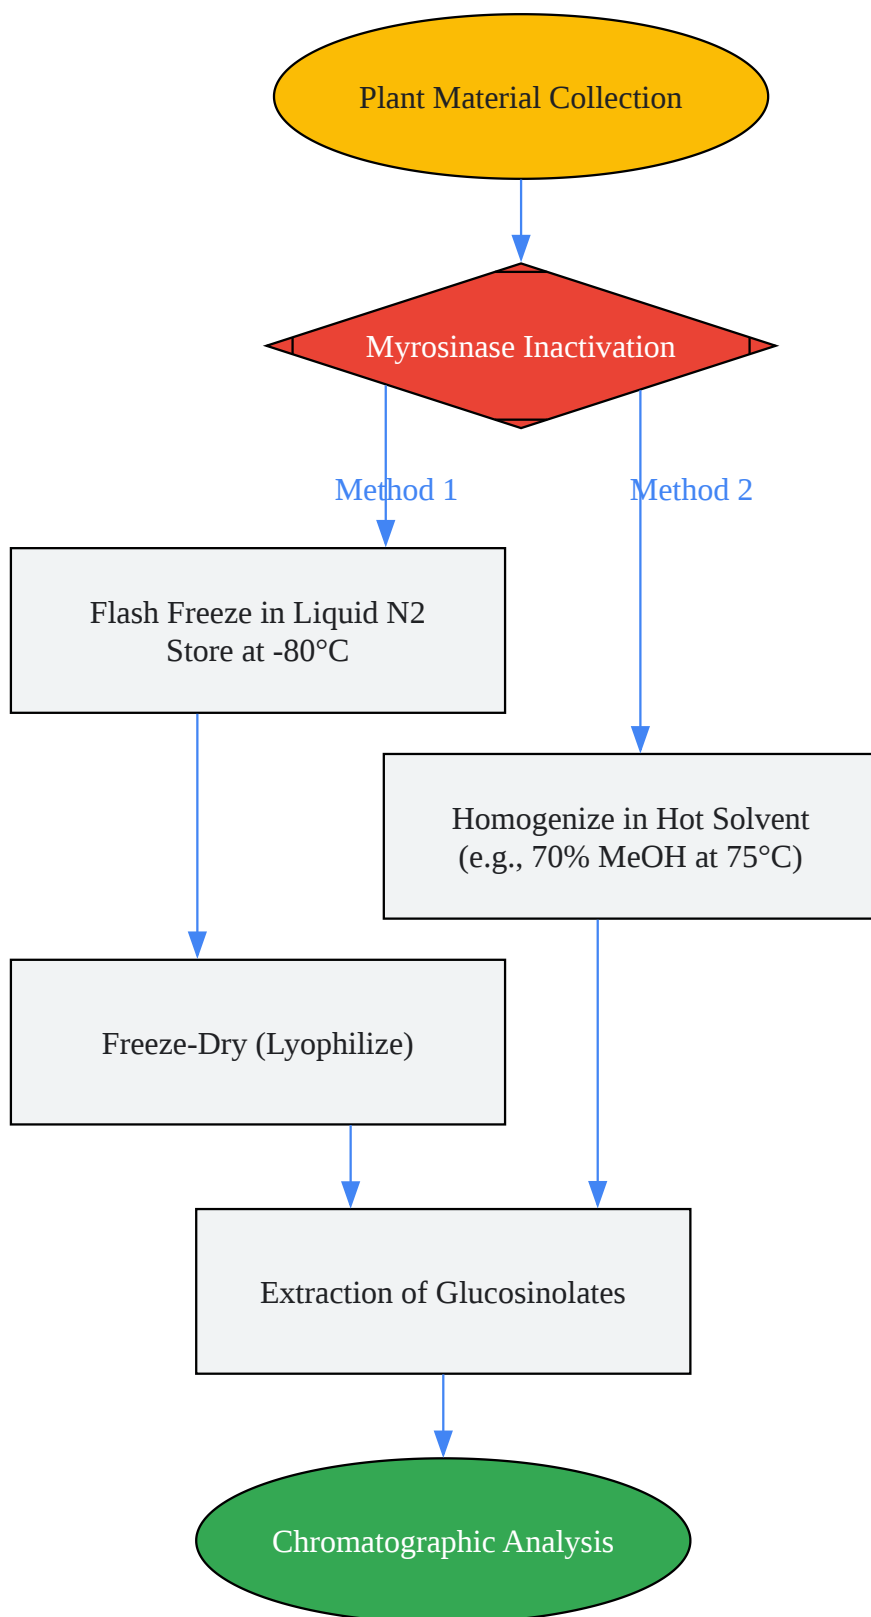 Plant Material Collection
Myrosinase Inactivation
Method 1
Method 2
Flash Freeze in Liquid N2
Store at -80°C
Homogenize in Hot Solvent
(e.g., 70% MeOH at 75°C)
Freeze-Dry (Lyophilize)
Extraction of Glucosinolates
Chromatographic Analysis